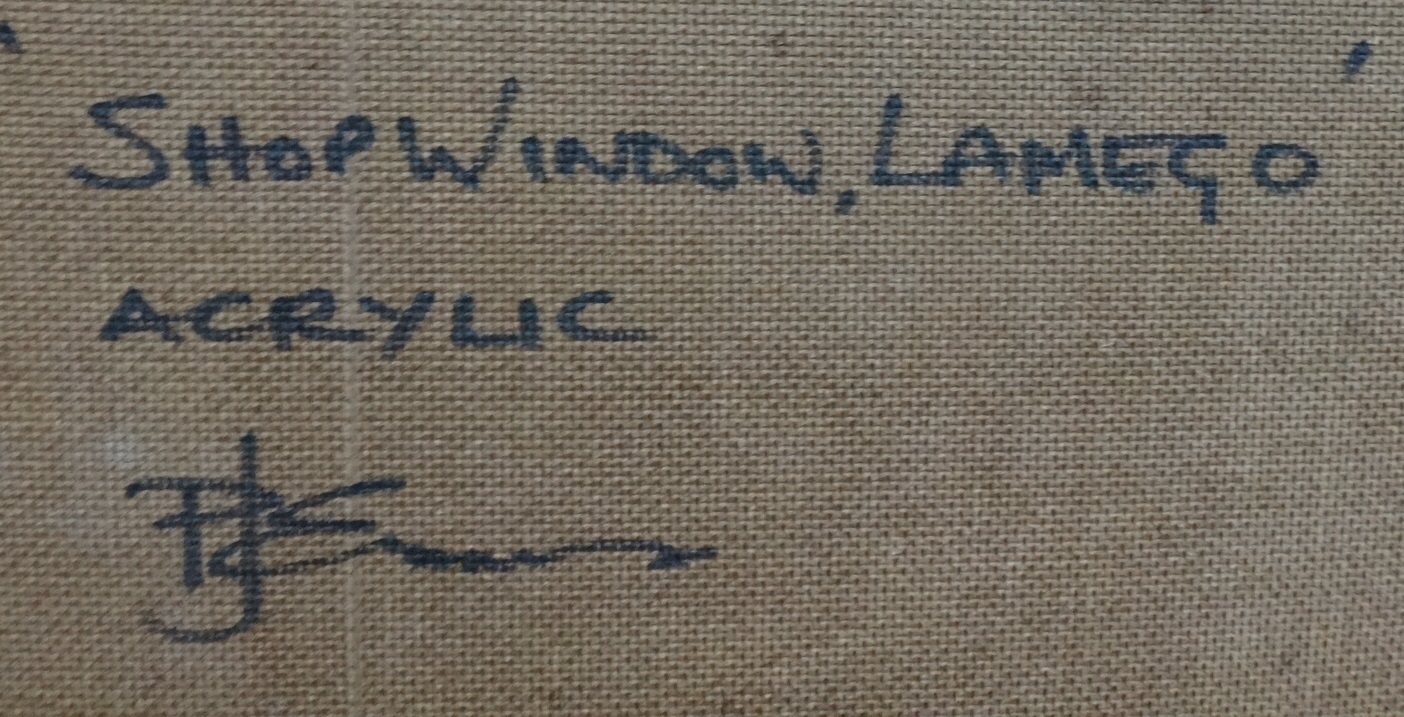 'SHOP WINDOW, LAMEGO'
ACRYLIC